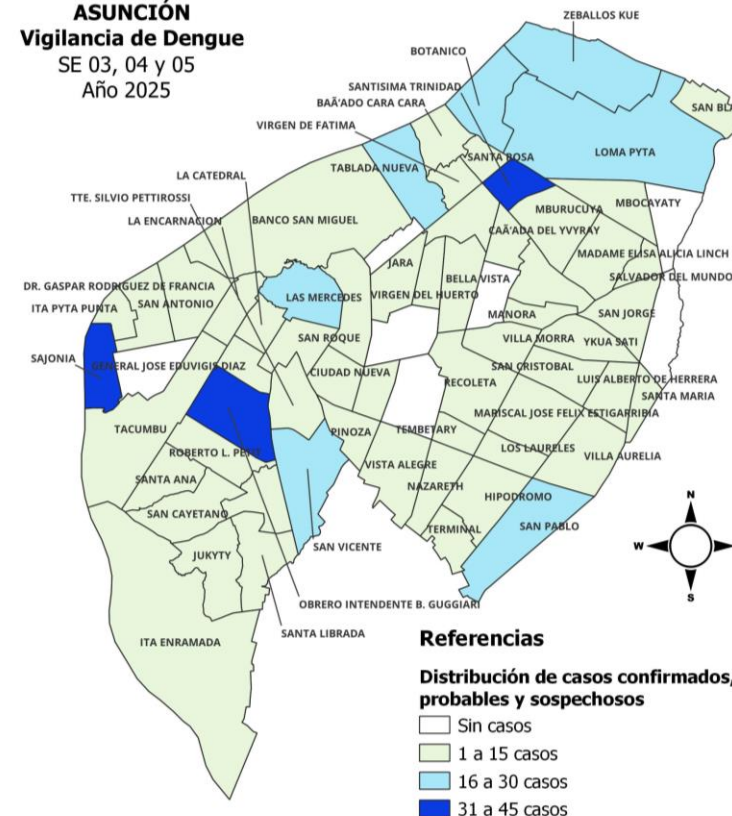 ASUNCIÓN
Vigilancia de Dengue
SE 03, 04 y 05
Año 2025
ZEBALLOS KUE
BOTANICO
SANTISIMA TRINIDAD
BAÃ'ADO CARA CARA
SAN BLA
VIRGEN DE FATIMA
SANTA ROSA
LOMA PYTA
LA CATEDRAL
TABLADA NUEVA
TTE. SILVIO PETTIROSSI
MBURUCUYA
MBOCAYATY
LA ENCARNACION
BANCO SAN MIGUEL
CAÃ'ADA DEL YVYRAY
MADAME ELISA ALICIA LINCH
JARA
DR. GASPAR RODRIGUEZ DE FRANCIA
BELLA VISTA
SALVADOR DEL MUNDO
ITA PYTA PUNTA
SAN ANTONIO
LAS MERCEDES
VIRGEN DEL HUERTO
MANORA
SAN JORGE
SAN ROQUE
VILLA MORRA
YKUA SATI
SAJONIA
GENERAL JOSE EDUVIGIS DIAZ
CIUDAD NUEVA
SAN CRISTOBAL
RECOLETA
LUIS ALBERTO DE HERRERA
SANTA MARIA
MARISCAL JOSE FELIX ESTIGARRIBIA
TACUMBU
PINOZA
TEMBETARY
ROBERTO L. PETIT
LOS LAURELES
VILLA AURELIA
VISTA ALEGRE
SANTA ANA
NAZARETH
HIPODROMO
SAN CAYETANO
TERMINAL
SAN PABLO
N
W
S
JUKYTY
SAN VICENTE
OBRERO INTENDENTE B. GUGGIARI
SANTA LIBRADA
ITA ENRAMADA
Referencias
Distribución de casos confirmados,
probables y sospechosos
Sin casos
1 a 15 casos
16 a 30 casos
31 a 45 casos